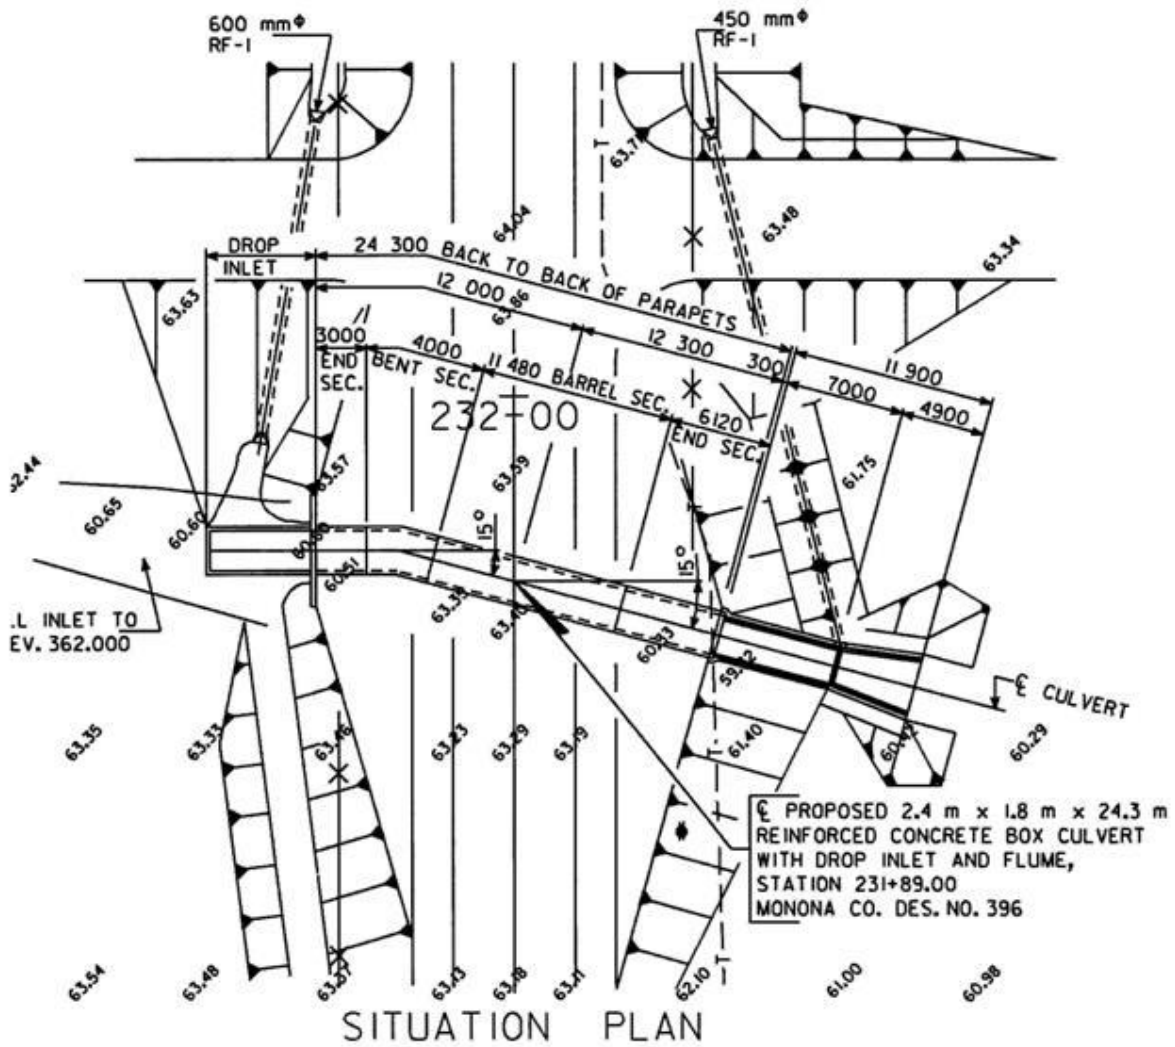 600 mmϕ
RF-1
450 mmϕ
RF-1
T
63.7
64.04
63.48
63.34
DROP
INLET
24 300 BACK TO BACK OF PARAPETS
63.63
12 000
63.86
12 300
300
11 900
3000
END
SEC.
4000
BENT SEC.
11 480 BARREL SEC.
6120
END SEC.
7000
4900
232+00
62.44
60.65
60.60
63.57
60.60
63.59
61.75
15°
15°
60.51
63.39
63.40
60.33
.L INLET TO
EV. 362.000
℄ CULVERT
63.35
63.33
63.46
63.23
63.29
63.19
61.40
60.42
60.29
℄ PROPOSED 2.4 m x 1.8 m x 24.3 m
REINFORCED CONCRETE BOX CULVERT
WITH DROP INLET AND FLUME,
STATION 231+89.00
MONONA CO. DES. NO. 396
T
T
63.54
63.48
63.37
63.13
63.18
63.11
62.10
61.00
60.98
SITUATION PLAN